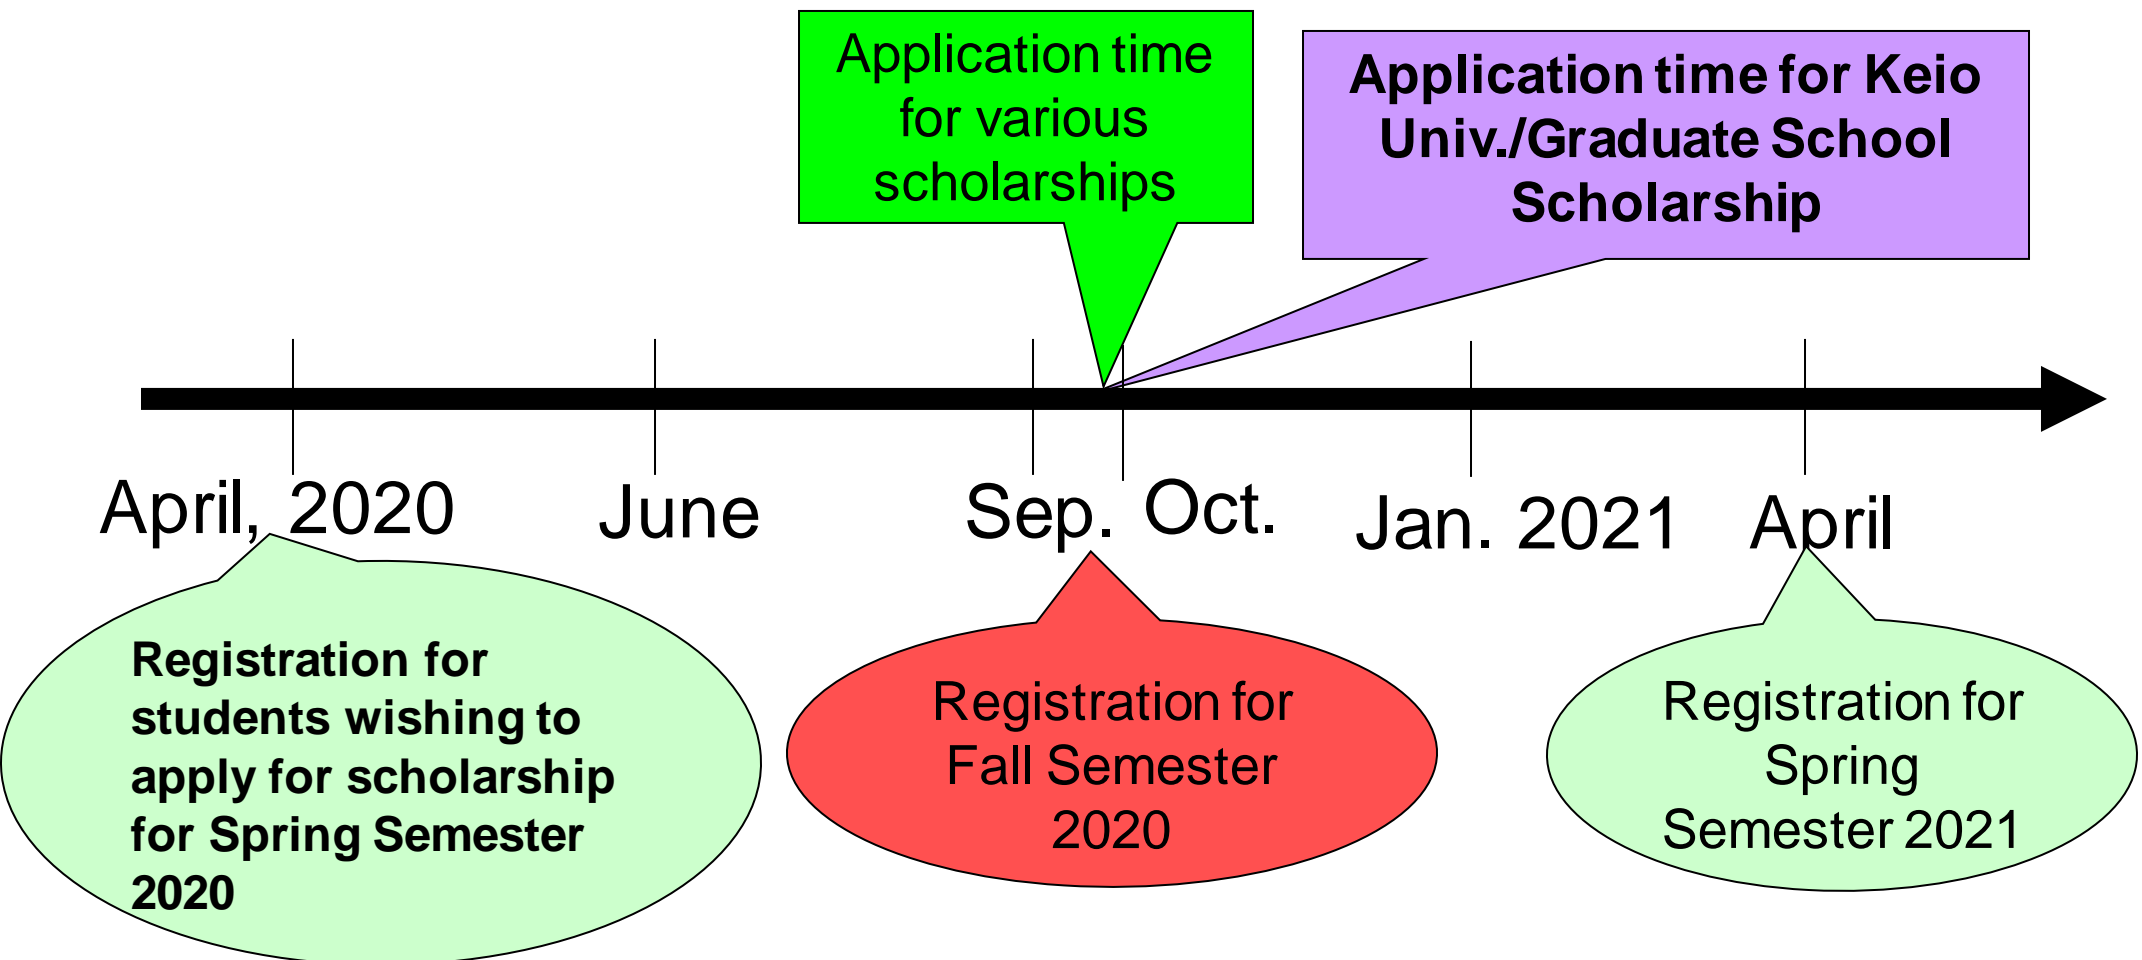 Application time
for various
scholarships
Application time for Keio
Univ./Graduate School
Scholarship
April, 2020
June
Sep.
Oct.
Jan. 2021
April
Registration for
students wishing to
apply for scholarship
for Spring Semester
2020
Registration for
Fall Semester
2020
Registration for
Spring
Semester 2021